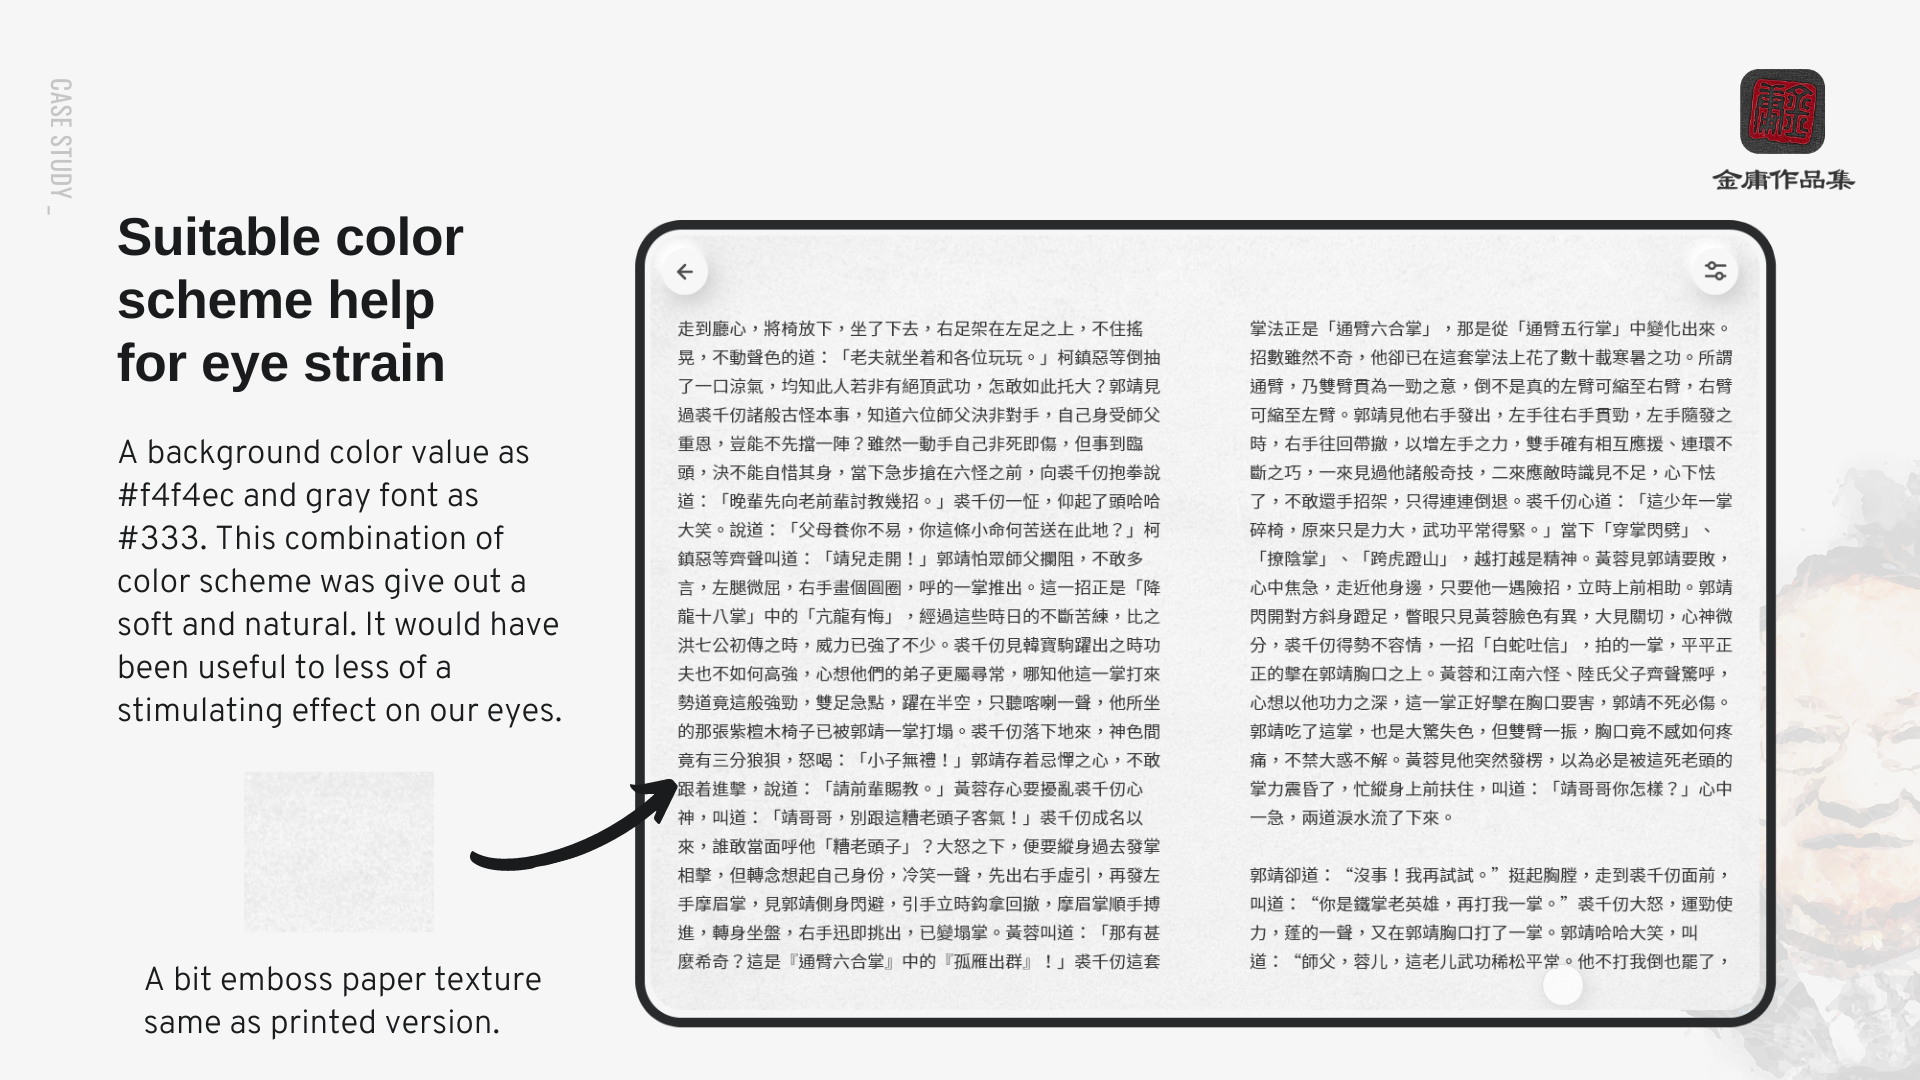 CASE STUDY _
金庸作品集
Suitable color
scheme help
for eye strain
A background color value as
#f4f4ec and gray font as
#333. This combination of
color scheme was give out a
soft and natural. It would have
been useful to less of a
stimulating effect on our eyes.
A bit emboss paper texture
same as printed version.
走到廳心，將椅放下，坐了下去，右足架在左足之上，不住搖
晃，不動聲色的道：「老夫就坐着和各位玩玩。」柯鎮惡等倒抽
了一口涼氣，均知此人若非有絕頂武功，怎敢如此托大？郭靖見
過裘千仞諸般古怪本事，知道六位師父決非對手，自己身受師父
重恩，豈能不先擋一陣？雖然一動手自己非死即傷，但事到臨
頭，決不能自惜其身，當下急步搶在六怪之前，向裘千仞抱拳說
道：「晚輩先向老前輩討教幾招。」裘千仞一怔，仰起了頭哈哈
大笑。說道：「父母養你不易，你這條小命何苦送在此地？」柯
鎮惡等齊聲叫道：「靖兒走開！」郭靖怕眾師父攔阻，不敢多
言，左腿微屈，右手畫個圓圈，呼的一掌推出。這一招正是「降
龍十八掌」中的「亢龍有悔」，經過這些時日的不斷苦練，比之
洪七公初傳之時，威力已強了不少。裘千仞見韓寶駒躍出之時功
夫也不如何高強，心想他們的弟子更屬尋常，哪知他這一掌打來
勢道竟這般強勁，雙足急點，躍在半空，只聽喀喇一聲，他所坐
的那張紫檀木椅子已被郭靖一掌打塌。裘千仞落下地來，神色間
竟有三分狼狽，怒喝：「小子無禮！」郭靖存着忌憚之心，不敢
跟着進擊，說道：「請前輩賜教。」黃蓉存心要擾亂裘千仞心
神，叫道：「靖哥哥，別跟這糟老頭子客氣！」裘千仞成名以
來，誰敢當面呼他「糟老頭子」？大怒之下，便要縱身過去發掌
相擊，但轉念想起自己身份，冷笑一聲，先出右手虛引，再發左
手摩眉掌，見郭靖側身閃避，引手立時鈎拿回撤，摩眉掌順手搏
進，轉身坐盤，右手迅即挑出，已變塌掌。黃蓉叫道：「那有甚
麼希奇？這是『通臂六合掌』中的『孤雁出群』！」裘千仞這套
掌法正是「通臂六合掌」，那是從「通臂五行掌」中變化出來。
招數雖然不奇，他卻已在這套掌法上花了數十載寒暑之功。所謂
通臂，乃雙臂貫為一勁之意，倒不是真的左臂可縮至右臂，右臂
可縮至左臂。郭靖見他右手發出，左手往右手貫勁，左手隨發之
時，右手往回帶撤，以增左手之力，雙手確有相互應援、連環不
斷之巧，一來見過他諸般奇技，二來應敵時識見不足，心下怯
了，不敢還手招架，只得連連倒退。裘千仞心道：「這少年一掌
碎椅，原來只是力大，武功平常得緊。」當下「穿掌閃劈」、
「撩陰掌」、「跨虎蹬山」，越打越是精神。黃蓉見郭靖要敗，
心中焦急，走近他身邊，只要他一遇險招，立時上前相助。郭靖
閃開對方斜身蹬足，瞥眼只見黃蓉臉色有異，大見關切，心神微
分，裘千仞得勢不容情，一招「白蛇吐信」，拍的一掌，平平正
正的擊在郭靖胸口之上。黃蓉和江南六怪、陸氏父子齊聲驚呼，
心想以他功力之深，這一掌正好擊在胸口要害，郭靖不死必傷。
郭靖吃了這掌，也是大驚失色，但雙臂一振，胸口竟不感如何疼
痛，不禁大惑不解。黃蓉見他突然發楞，以為必是被這死老頭的
掌力震昏了，忙縱身上前扶住，叫道：「靖哥哥你怎樣？」心中
一急，兩道淚水流了下來。
郭靖卻道：“沒事！我再試試。”挺起胸膛，走到裘千仞面前，
叫道：“你是鐵掌老英雄，再打我一掌。”裘千仞大怒，運勁使
力，蓬的一聲，又在郭靖胸口打了一掌。郭靖哈哈大笑，叫
道：“師父，蓉儿，這老儿武功稀松平常。他不打我倒也罷了，